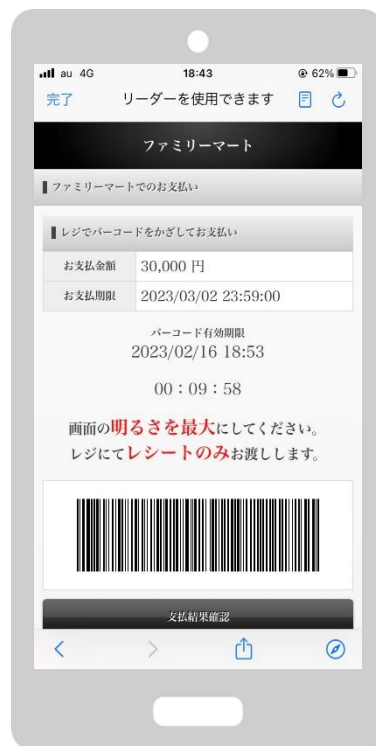 au 4G 18:43 62%
完了 リーダーを使用できます
ファミリーマート
ファミリーマートでのお支払い
レジでバーコードをかざしてお支払い
お支払金額 30,000 円
お支払期限 2023/03/02 23:59:00
バーコード有効期限
2023/02/16 18:53
00：09：58
画面の明るさを最大にしてください。
レジにてレシートのみお渡しします。
支払結果確認